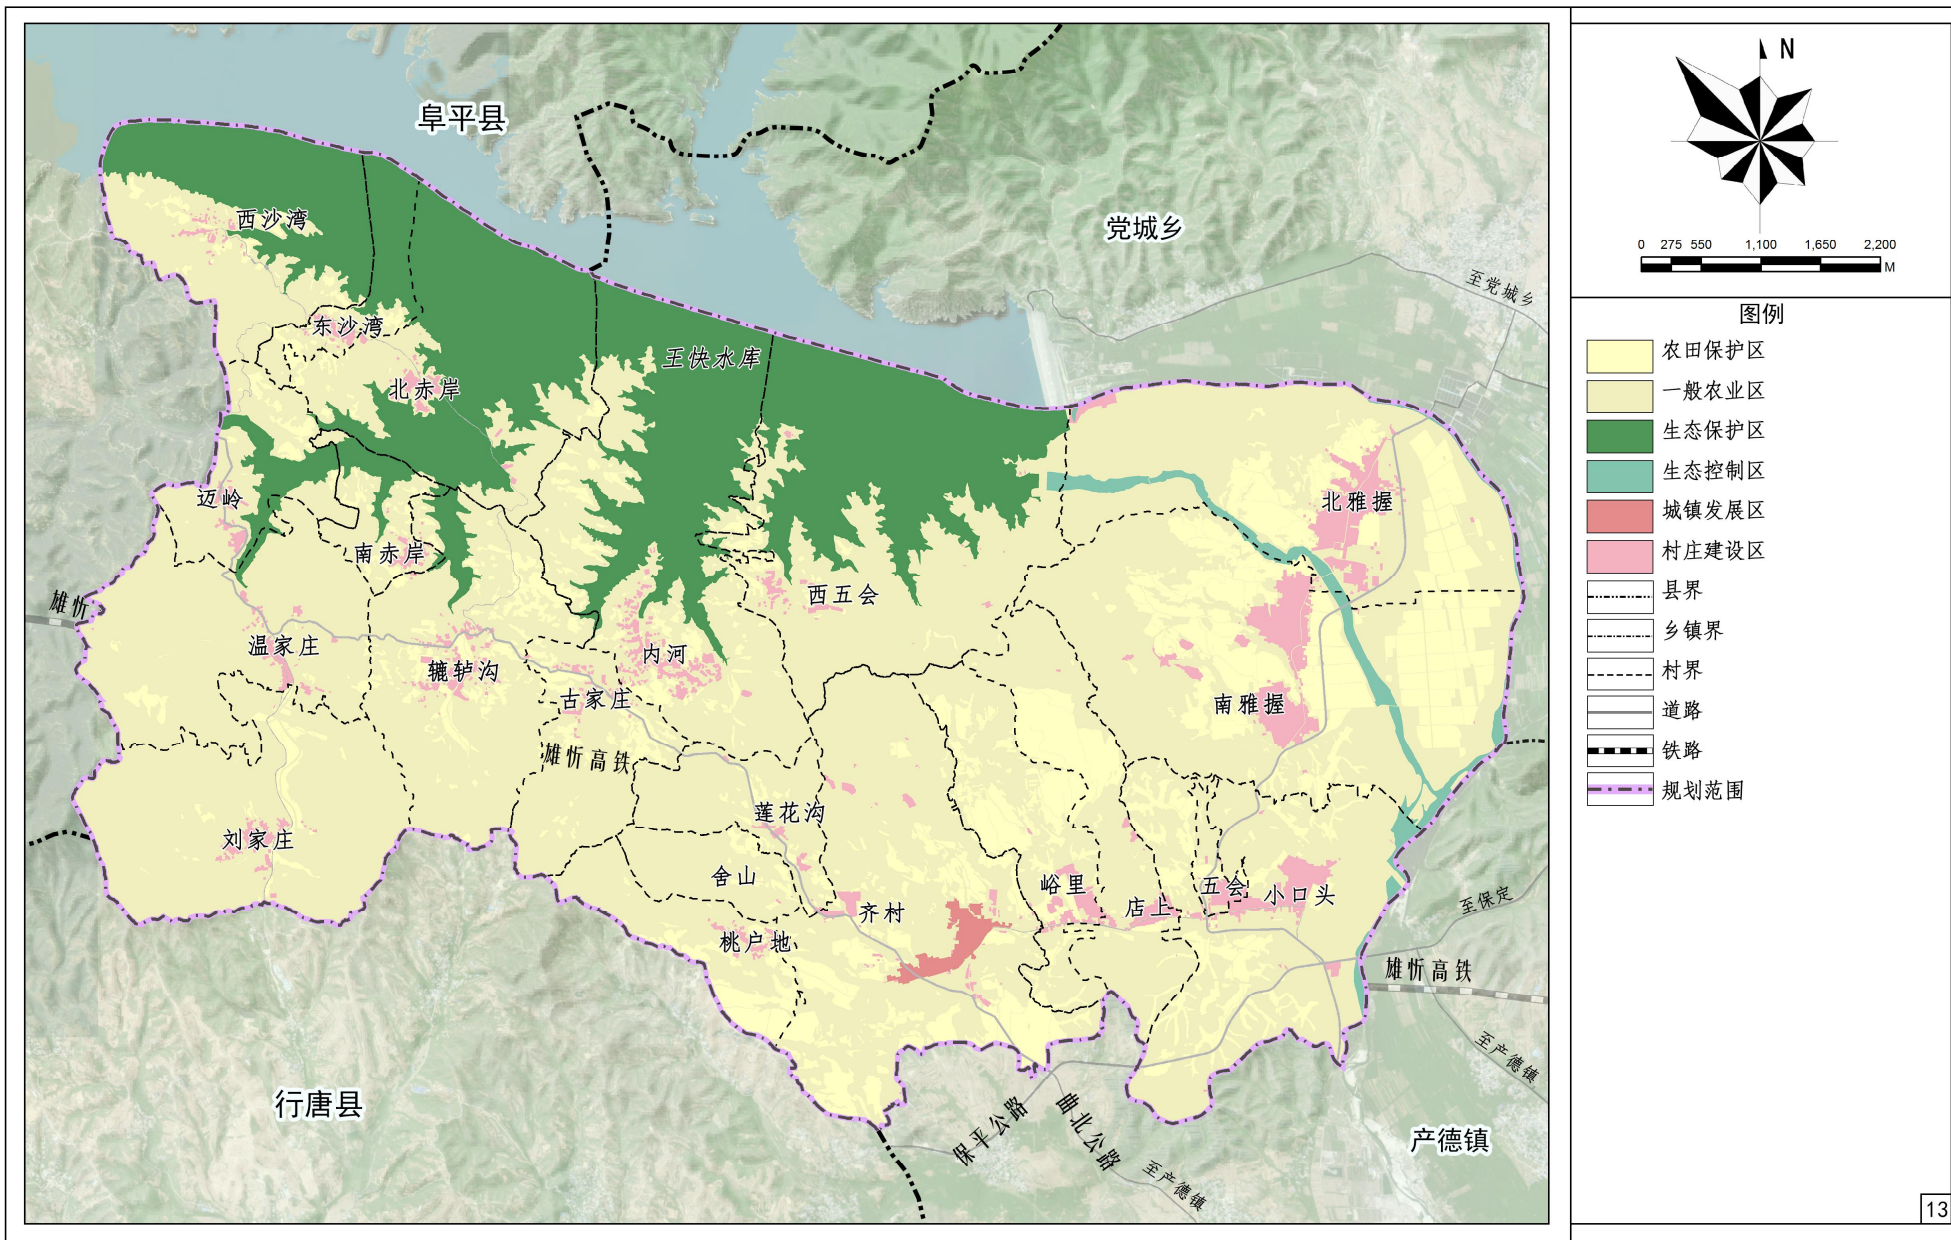 阜平县
党城乡
至党城乡
西沙湾
东沙湾
北赤岸
王快水库
迈岭
南赤岸
北雅握
西五会
雄忻
温家庄
辘轳沟
内河
古家庄
南雅握
雄忻高铁
莲花沟
刘家庄
舍山
齐村
峪里
店上
五会
小口头
桃户地
至保定
雄忻高铁
至产德镇
行唐县
保平公路
曲北公路
至产德镇
产德镇
N
0 275 550 1,100 1,650 2,200
M
图例
农田保护区
一般农业区
生态保护区
生态控制区
城镇发展区
村庄建设区
县界
乡镇界
村界
道路
铁路
规划范围
13